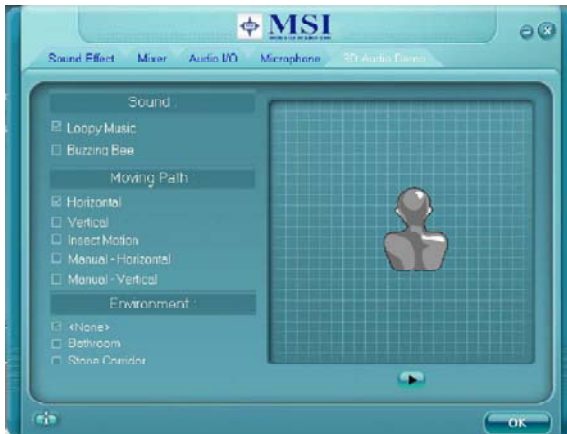 MSI
Sound Effect Mixer Audio I/O Microphone 3D Audio Demo
Sound
Loopy Music
Buzzing Bee
Moving Path
Horizontal
Vertical
Insect Motion
Manual - Horizontal
Manual - Vertical
Environment :
<None>
Bathroom
Stone Corridor
OK